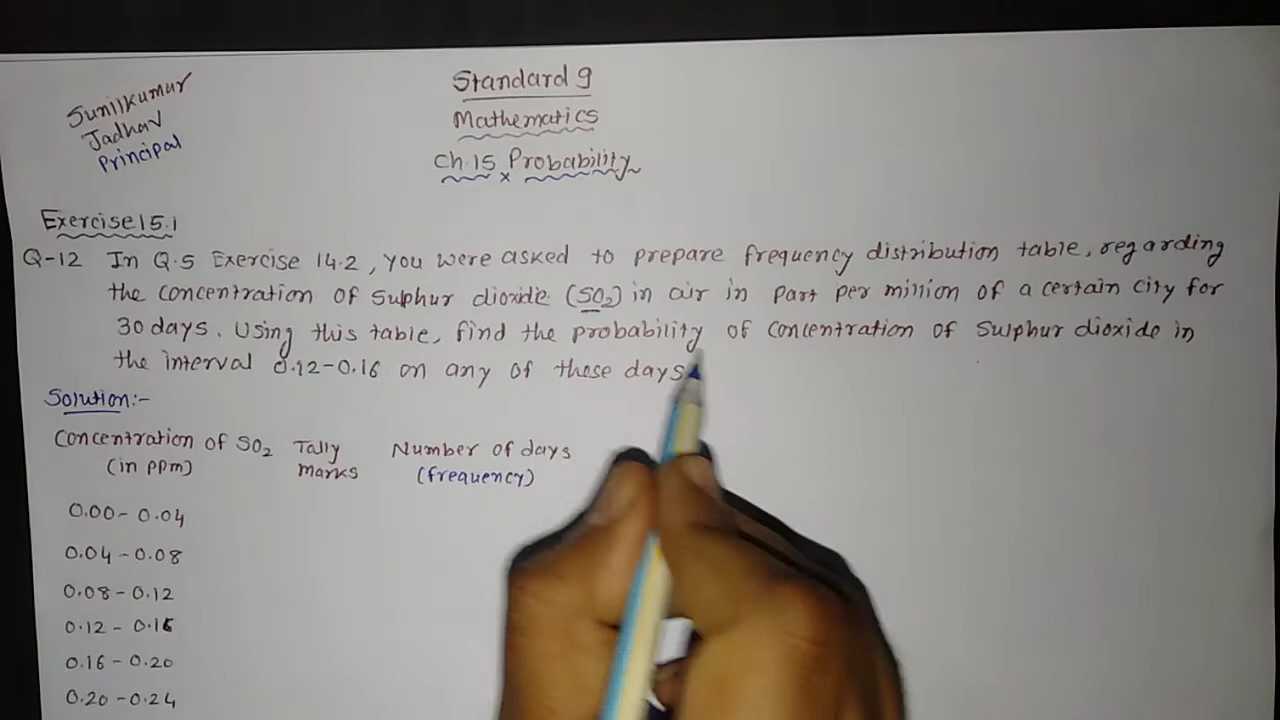 Sunilkumar
Jadhav
Principal
Standard 9
Mathematics
Ch.15 Probability
Exercise 15.1
Q-12 In Q.5 Exercise 14.2, you were asked to prepare frequency distribution table, regarding
the concentration of Sulphur dioxide (SO₂) in air in part per million of a certain city for
30 days. Using this table, find the probability of concentration of Sulphur dioxide in
the interval 0.12-0.16 on any of these days
Solution:-
Concentration of SO₂ Tally Number of days
(in ppm) marks (frequency)
0.00-0.04
0.04-0.08
0.08-0.12
0.12-0.16
0.16-0.20
0.20-0.24